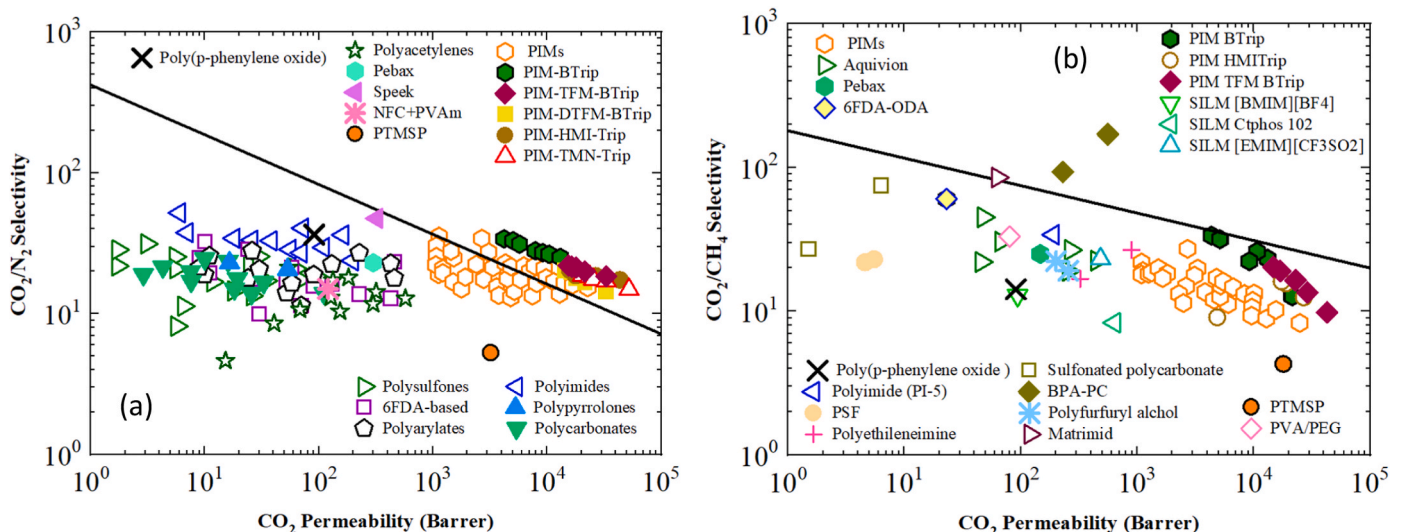 10³
10²
10¹
10⁰
CO₂/N₂ Selectivity
Poly(p-phenylene oxide)
Polyacetylenes
Pebax
Speek
NFC+PVAm
PTMSP
PIMs
PIM-BTrip
PIM-TFM-BTrip
PIM-DTFM-BTrip
PIM-HMI-Trip
PIM-TMN-Trip
(a)
Polysulfones
6FDA-based
Polyarylates
Polyimides
Polypyrrolones
Polycarbonates
10⁰ 10¹ 10² 10³ 10⁴ 10⁵
CO₂ Permeability (Barrer)
10³
10²
10¹
10⁰
CO₂/CH₄ Selectivity
PIMs
Aquivion
Pebax
6FDA-ODA
(b)
PIM BTrip
PIM HMITrip
PIM TFM BTrip
SILM [BMIM][BF4]
SILM Ctphos 102
SILM [EMIM][CF3SO2]
Poly(p-phenylene oxide )
Polyimide (PI-5)
PSF
Polyethileneimine
Sulfonated polycarbonate
BPA-PC
Polyfurfuryl alchol
Matrimid
PTMSP
PVA/PEG
10¹ 10² 10³ 10⁴ 10⁵
CO₂ Permeability (Barrer)